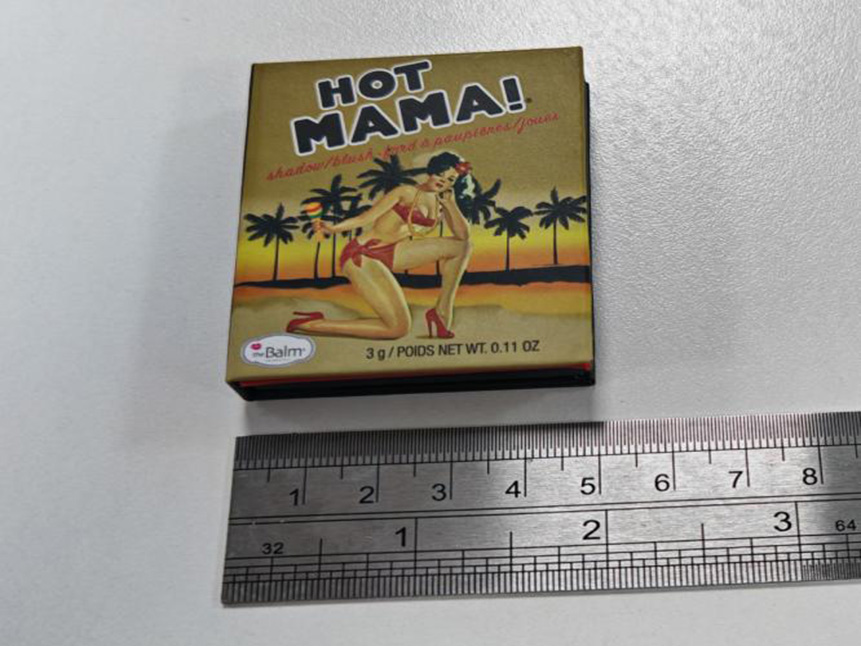 HOT
MAMA!
shadow/blush-fard à paupières/joues
theBalm®
3 g / POIDS NET WT. 0.11 OZ
1 2 3 4 5 6 7 8
1 2 3
32 64